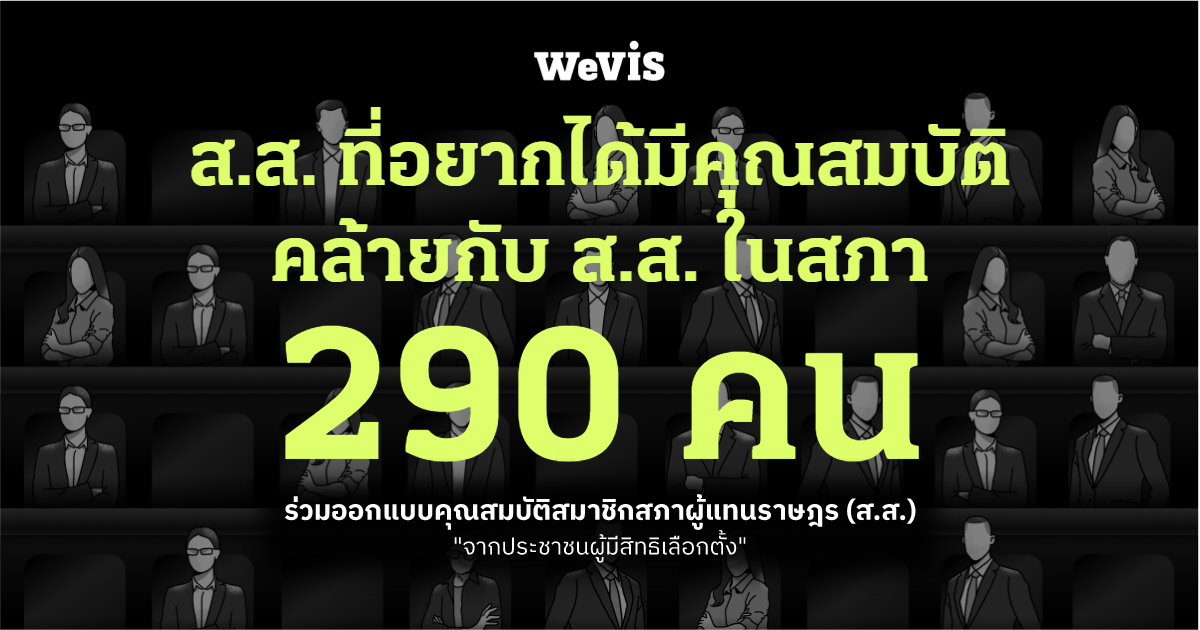 WeVIS
ส.ส. ที่อยากได้มีคุณสมบัติ
คล้ายกับ ส.ส. ในสภา
290 คน
ร่วมออกแบบคุณสมบัติสมาชิกสภาผู้แทนราษฎร (ส.ส.)
"จากประชาชนผู้มีสิทธิเลือกตั้ง"